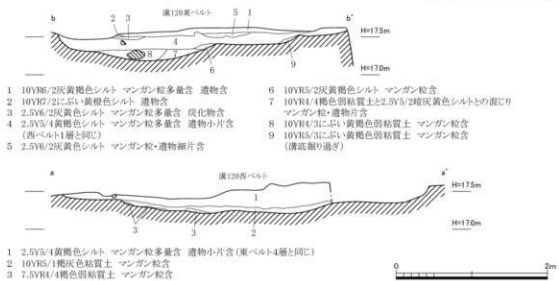 溝120東ベルト
b
b'
2 3 4 5 1
H=17.5m
8 7 6 9
H=17.0m
1 10YR6/2灰黄褐色シルト マンガン粒多量含 遺物含
2 10YR7/2にぶい黄橙色シルト 遺物含
3 2.5Y6/2灰黄色シルト マンガン粒多量含 炭化物含
4 2.5Y5/4黄褐色シルト マンガン粒多量含 遺物小片含
(西ベルト1層と同じ)
5 2.5Y6/2灰黄色シルト マンガン粒・遺物細片含
6 10YR5/2灰黄褐色シルト マンガン粒含
7 10YR4/4褐色弱粘質土と2.5Y5/2暗灰黄色シルトとの混じり
マンガン粒・遺物片含
8 10YR4/3にぶい黄褐色弱粘質土 マンガン粒含
9 10YR5/3にぶい黄褐色弱粘質土 マンガン粒含
(溝底掘り過ぎ)
溝120西ベルト
a
a'
H=17.5m
1
H=17.0m
3 3 2
1 2.5Y5/4黄褐色シルト マンガン粒多量含 遺物小片含(東ベルト4層と同じ)
2 10YR5/1褐灰色粘質土 マンガン粒含
3 7.5YR4/4褐色弱粘質土 マンガン粒含
0 2m